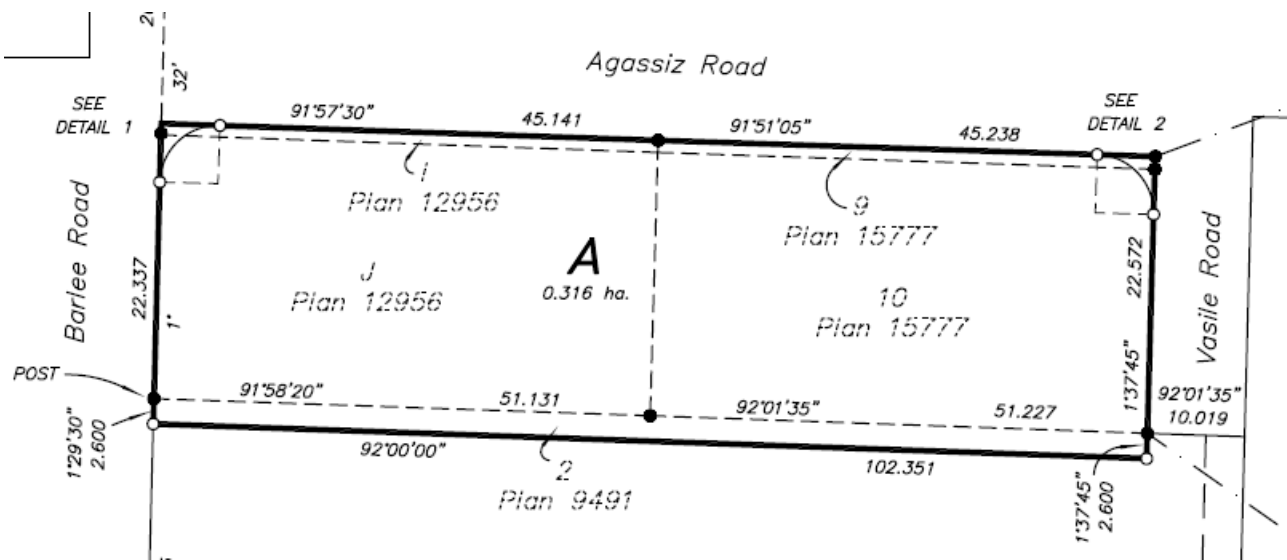 Agassiz Road
32'
SEE
DETAIL 1
91°57'30"
45.141
91°51'05"
45.238
SEE
DETAIL 2
1
Plan 12956
9
Plan 15777
Barlee Road
22.337
1°
J
Plan 12956
A
0.316 ha.
10
Plan 15777
22.572
1°37'45"
Vasile Road
POST
91°58'20"
51.131
92°01'35"
51.227
92°01'35"
10.019
1°29'30"
2.600
92°00'00"
102.351
2
Plan 9491
1°37'45"
2.600